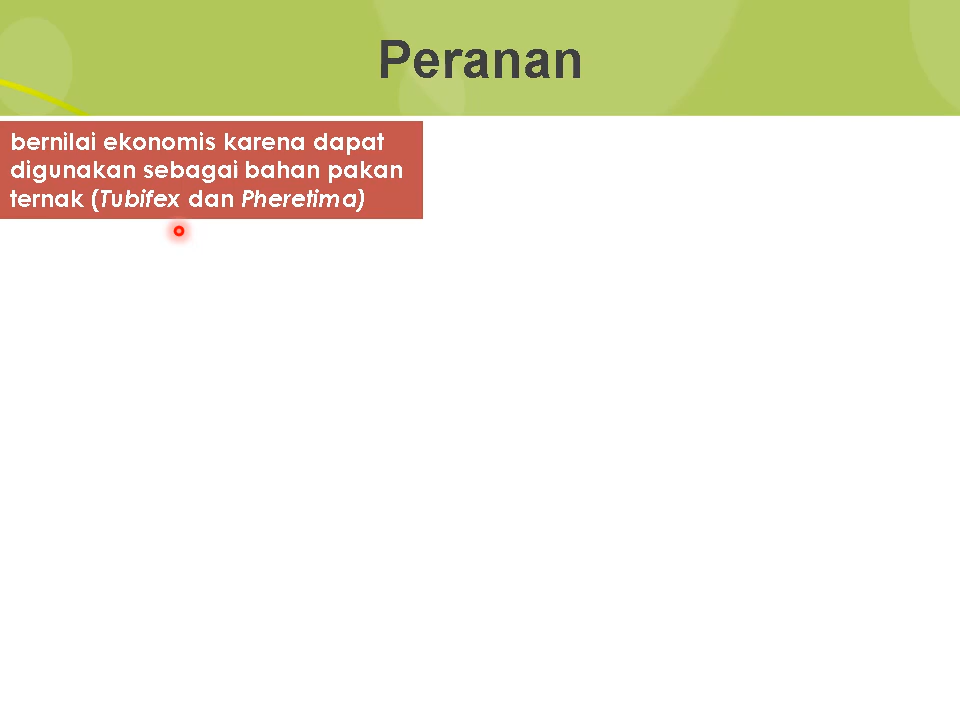 Peranan
bernilai ekonomis karena dapat
digunakan sebagai bahan pakan
ternak (Tubifex dan Pheretima)